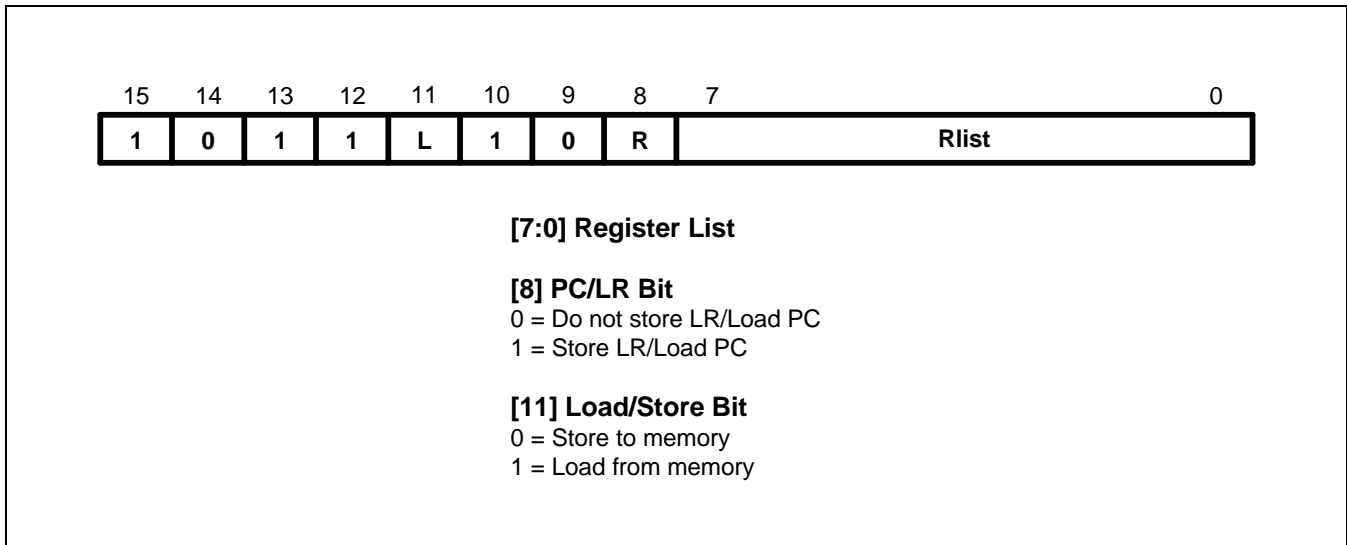 15 14 13 12 11 10 9 8 7 0
1 0 1 1 L 1 0 R Rlist
[7:0] Register List
[8] PC/LR Bit
0 = Do not store LR/Load PC
1 = Store LR/Load PC
[11] Load/Store Bit
0 = Store to memory
1 = Load from memory